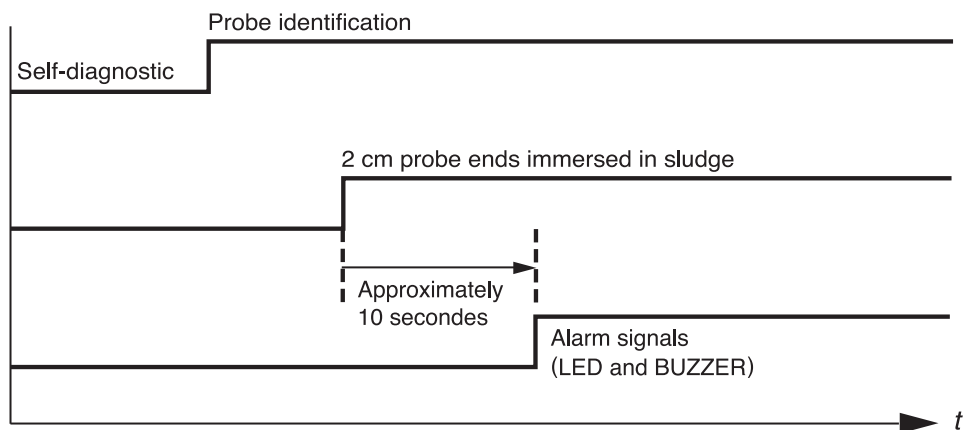 Probe identification
Self-diagnostic
2 cm probe ends immersed in sludge
Approximately
10 secondes
Alarm signals
(LED and BUZZER)
t